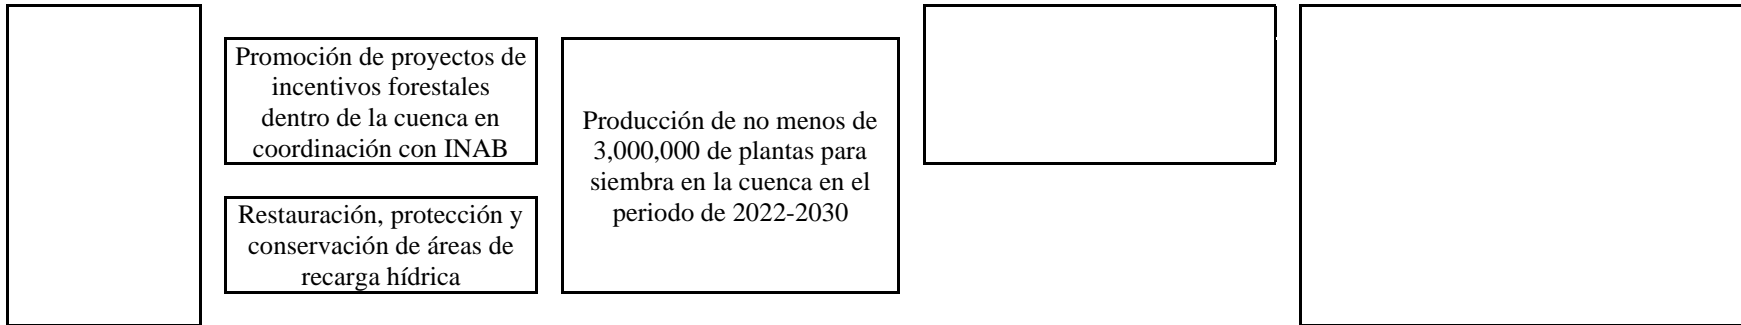 Promoción de proyectos de
incentivos forestales
dentro de la cuenca en
coordinación con INAB
Restauración, protección y
conservación de áreas de
recarga hídrica
Producción de no menos de
3,000,000 de plantas para
siembra en la cuenca en el
periodo de 2022-2030